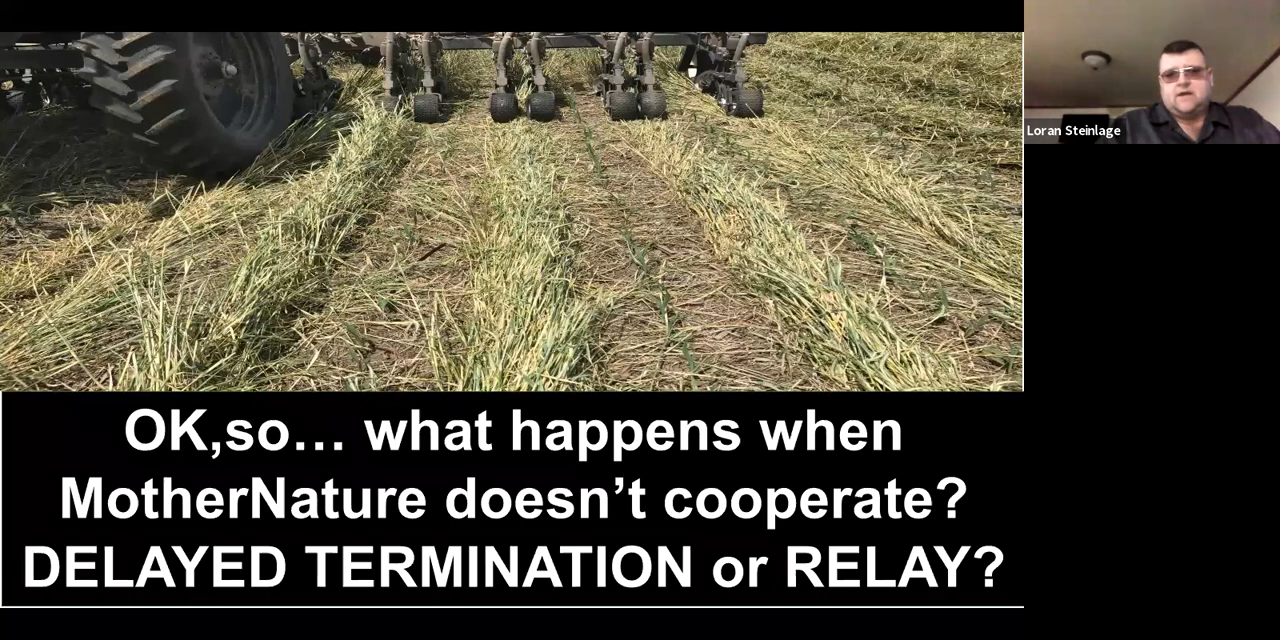 Loran Steinlage
OK,so… what happens when
MotherNature doesn’t cooperate?
DELAYED TERMINATION or RELAY?